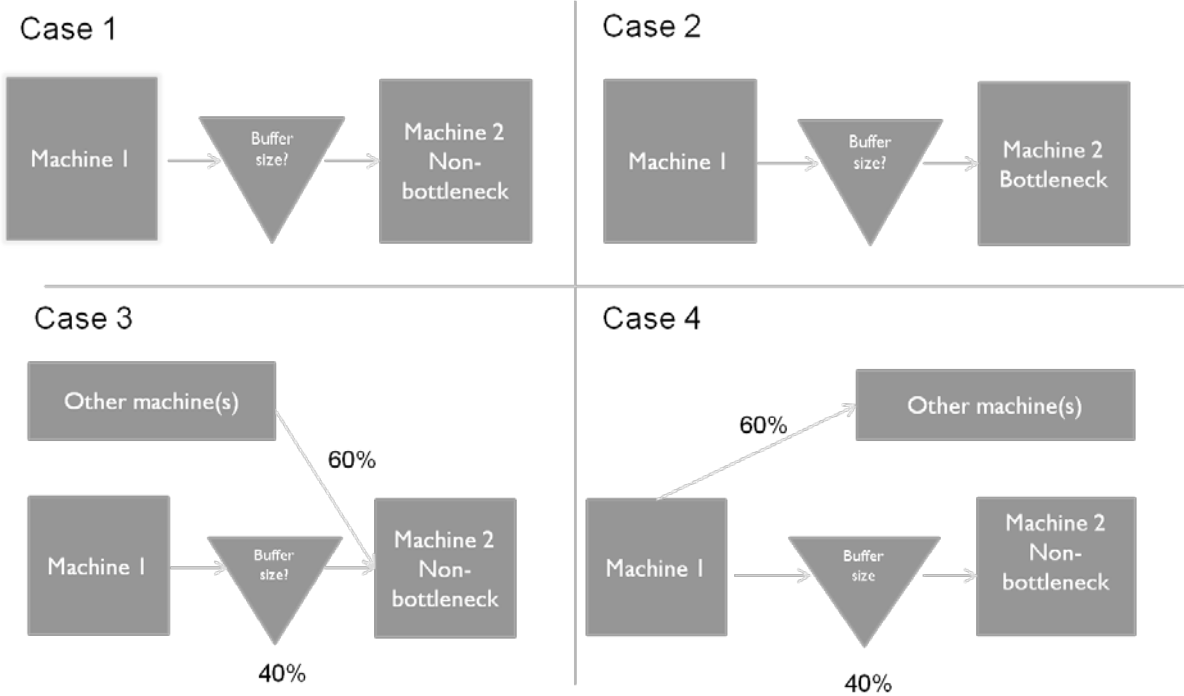 Case 1
Machine 1
Buffer
size?
Machine 2
Non-
bottleneck
Case 2
Machine 1
Buffer
size?
Machine 2
Bottleneck
Case 3
Other machine(s)
60%
Machine 1
Buffer
size?
Machine 2
Non-
bottleneck
40%
Case 4
Other machine(s)
60%
Machine 1
Buffer
size
Machine 2
Non-
bottleneck
40%